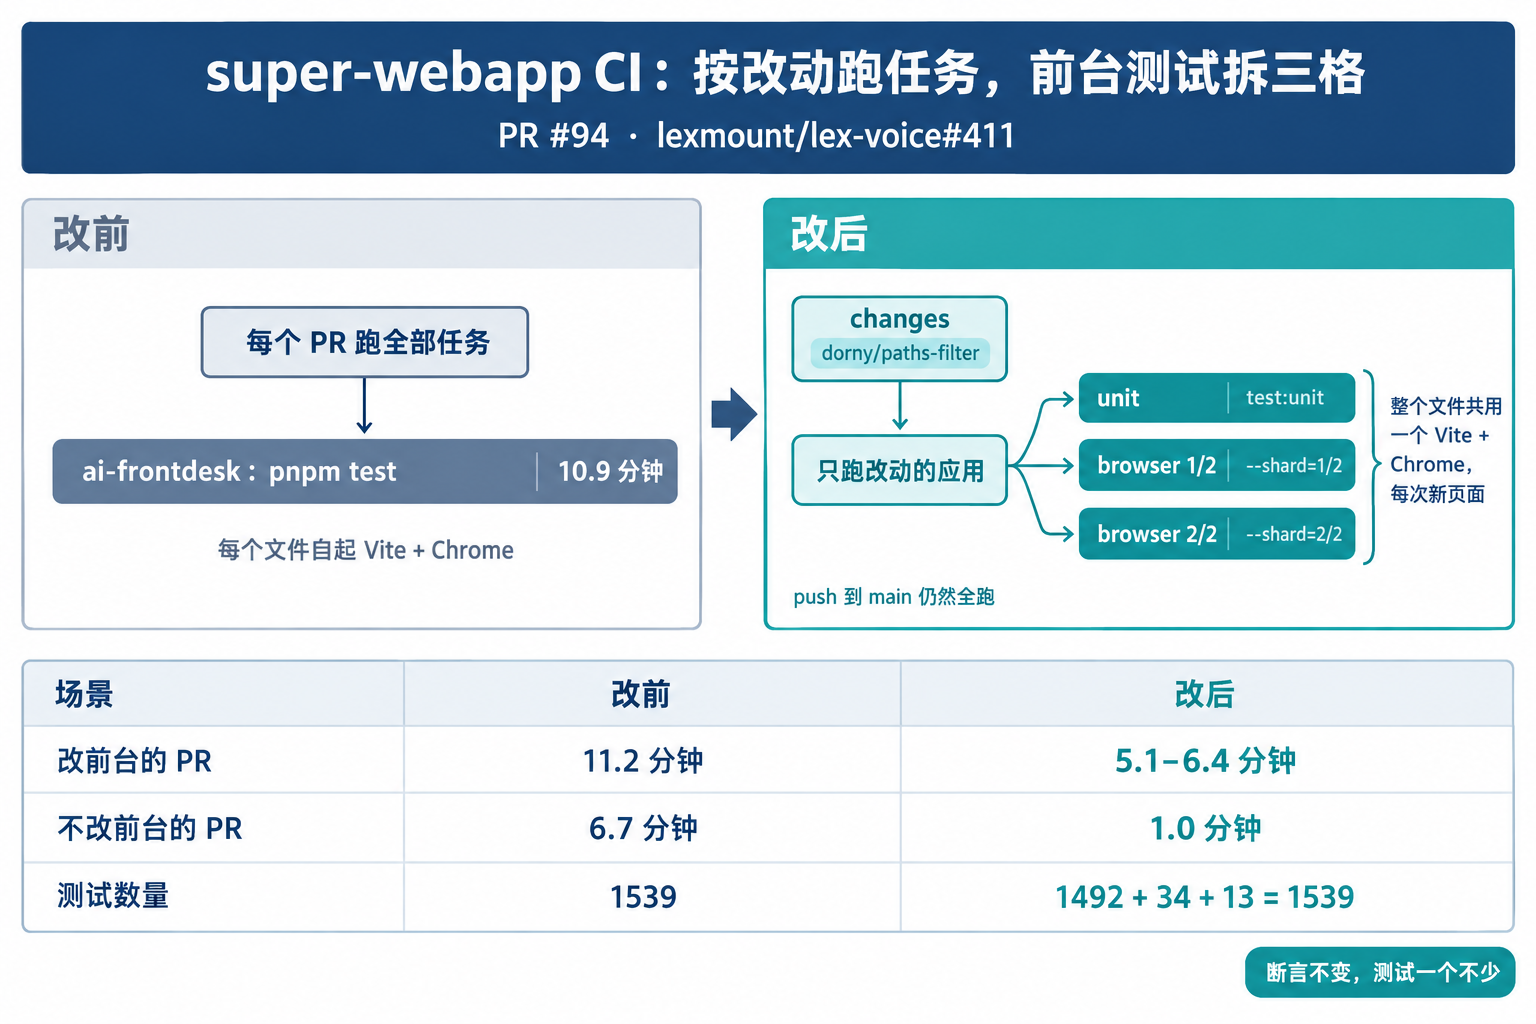 super-webapp CI：按改动跑任务，前台测试拆三格
PR #94 · lexmount/lex-voice#411
改前
每个 PR 跑全部任务
ai-frontdesk：pnpm test
10.9 分钟
每个文件自起 Vite + Chrome
改后
changes
dorny/paths-filter
只跑改动的应用
unit
test:unit
browser 1/2
--shard=1/2
browser 2/2
--shard=2/2
整个文件共用
一个 Vite +
Chrome，
每次新页面
push 到 main 仍然全跑
场景
改前
改后
改前台的 PR
11.2 分钟
5.1–6.4 分钟
不改前台的 PR
6.7 分钟
1.0 分钟
测试数量
1539
1492 + 34 + 13 = 1539
断言不变，测试一个不少